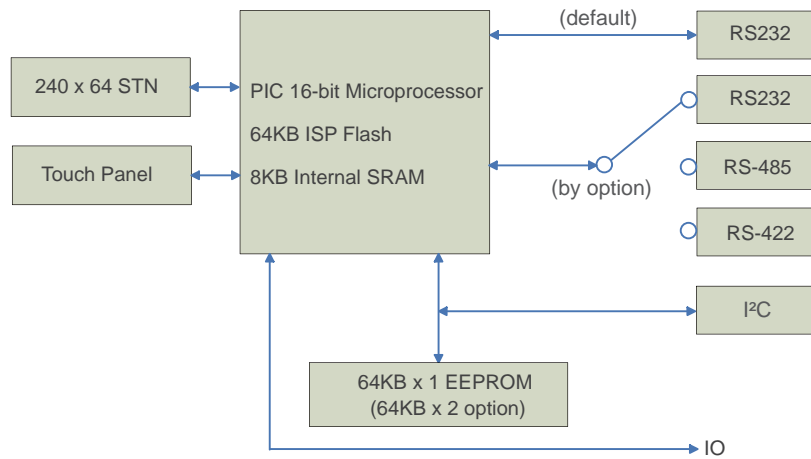 240 x 64 STN
Touch Panel
PIC 16-bit Microprocessor
64KB ISP Flash
8KB Internal SRAM
(default)
RS232
RS232
(by option)
RS-485
RS-422
I²C
64KB x 1 EEPROM
(64KB x 2 option)
IO